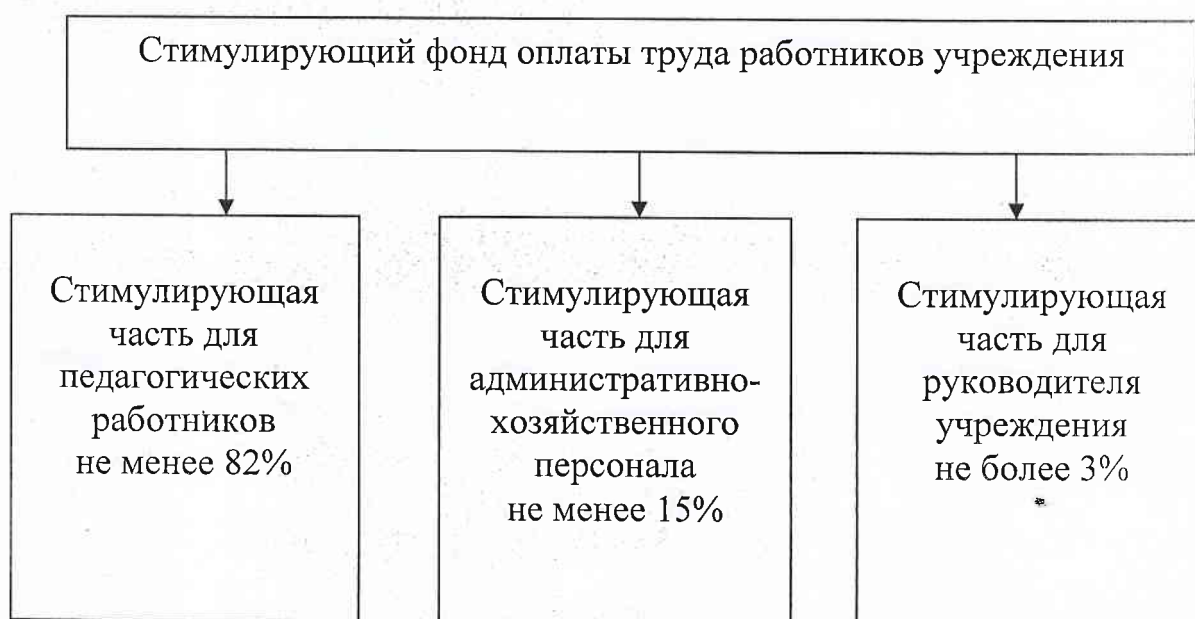 Стимулирующий фонд оплаты труда работников учреждения
Стимулирующая
часть для
педагогических
работников
не менее 82%
Стимулирующая
часть для
административно-
хозяйственного
персонала
не менее 15%
Стимулирующая
часть для
руководителя
учреждения
не более 3%